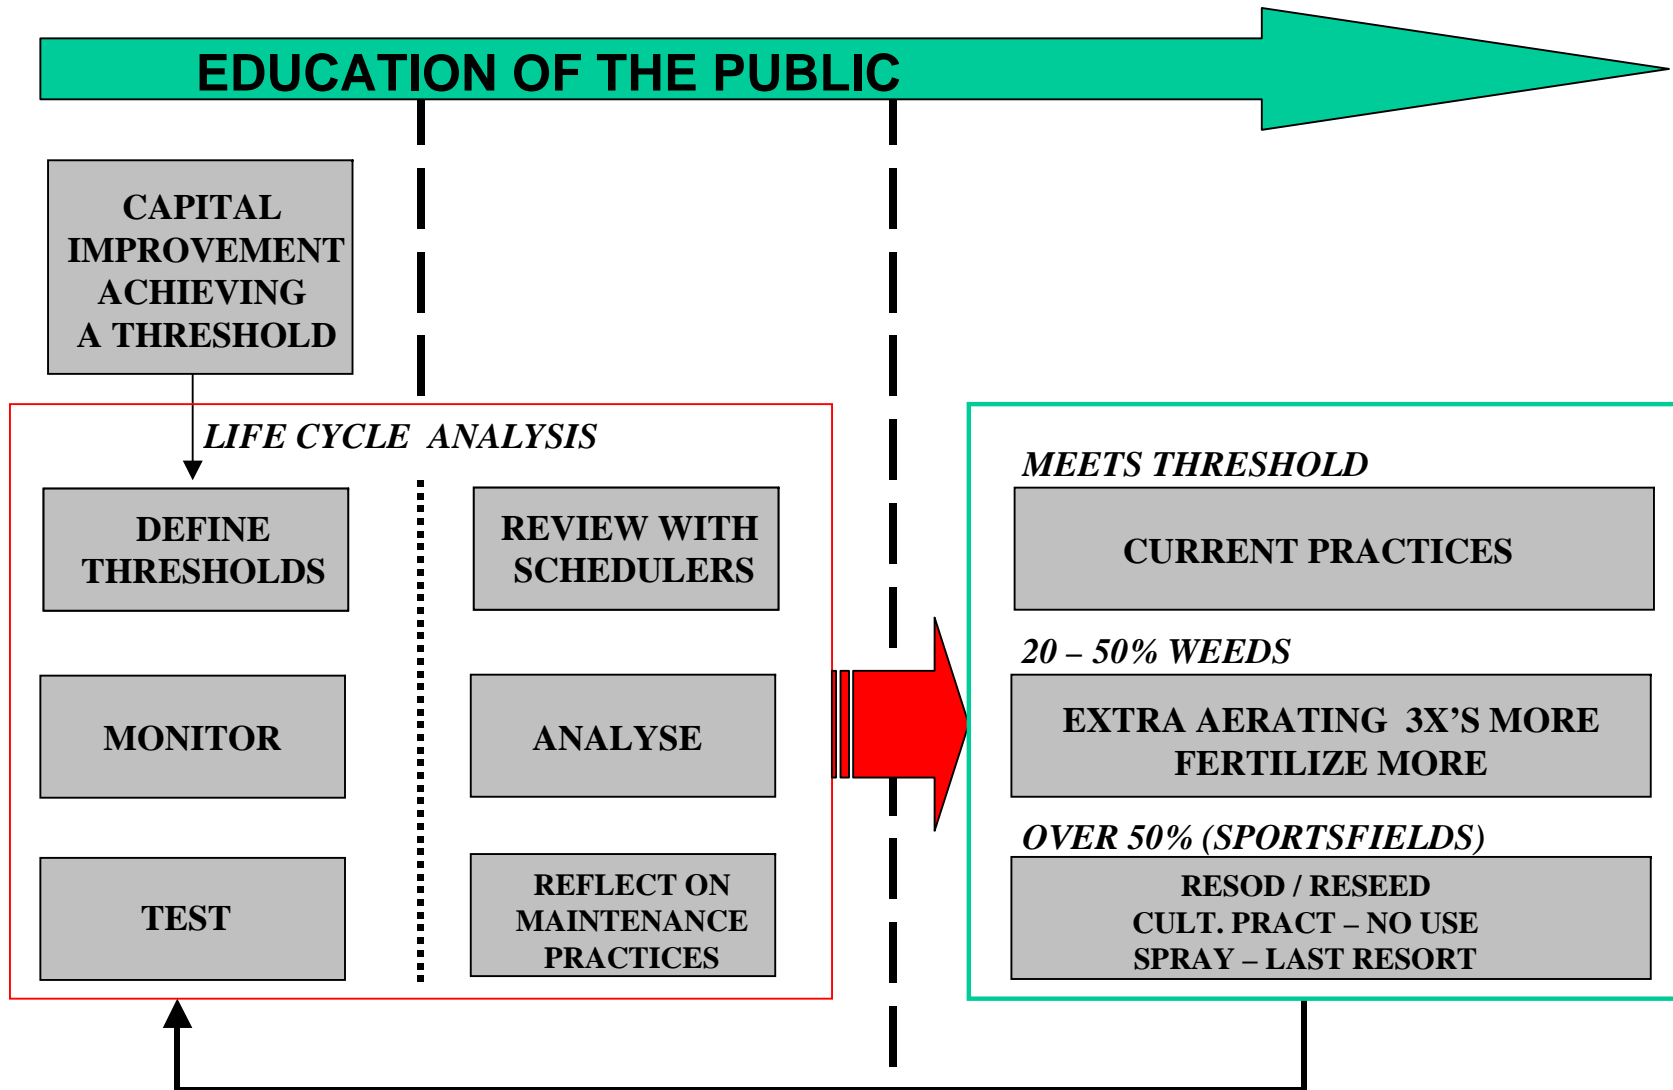 EDUCATION OF THE PUBLIC
CAPITAL
IMPROVEMENT
ACHIEVING
A THRESHOLD
LIFE CYCLE ANALYSIS
DEFINE
THRESHOLDS
REVIEW WITH
SCHEDULERS
MONITOR
ANALYSE
TEST
REFLECT ON
MAINTENANCE
PRACTICES
MEETS THRESHOLD
CURRENT PRACTICES
20 – 50% WEEDS
EXTRA AERATING 3X'S MORE
FERTILIZE MORE
OVER 50% (SPORTSFIELDS)
RESOD / RESEED
CULT. PRACT – NO USE
SPRAY – LAST RESORT